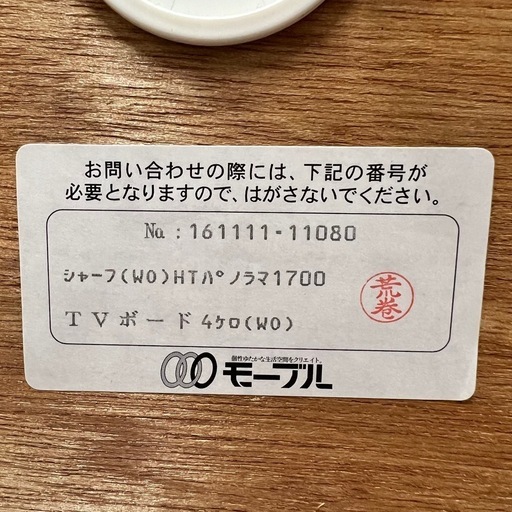 お問い合わせの際には、下記の番号が
必要となりますので、はがさないでください。
No : 161111-11080
シャーフ(WO)HTパノラマ1700
TVボード4ケロ(WO)
荒巻
個性ゆたかな生活空間をクリエイト。
モーブル